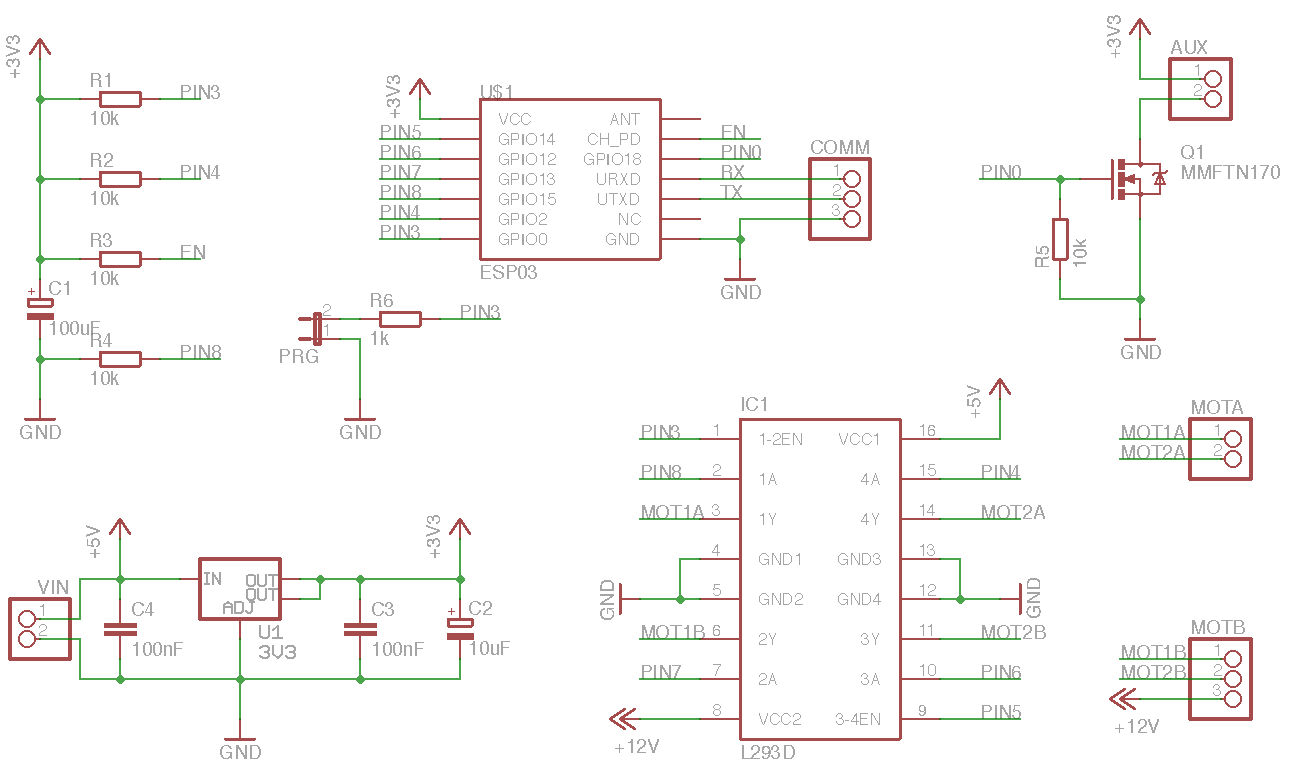 +3V3
R1
PIN3
10k
R2
PIN4
10k
R3
EN
10k
+
C1
100uF
R4
PIN8
10k
GND
U$1
+3V3
VCC
ANT
PIN5
GPIO14
CH_PD
EN
PIN6
GPIO12
GPIO18
PIN0
PIN7
GPIO13
URXD
RX
PIN8
GPIO15
UTXD
TX
PIN4
GPIO2
NC
PIN3
GPIO0
GND
ESP03
COMM
1
2
3
GND
R6
PIN3
2
1
1k
PRG
GND
+3V3
AUX
1
2
Q1
MMFTN170
PIN0
R5
10k
GND
+5V
+3V3
VIN
1
2
IN
OUT
OUT
ADJ
C4
100nF
U1
3V3
C3
100nF
+
C2
10uF
GND
IC1
+5V
PIN3
1
1-2EN
VCC1
16
PIN8
2
1A
4A
15
PIN4
MOT1A
3
1Y
4Y
14
MOT2A
4
GND1
GND3
13
GND
5
GND2
GND4
12
GND
MOT1B
6
2Y
3Y
11
MOT2B
PIN7
7
2A
3A
10
PIN6
8
VCC2
3-4EN
9
PIN5
+12V
L293D
MOTA
MOT1A
1
MOT2A
2
MOTB
MOT1B
1
MOT2B
2
3
+12V